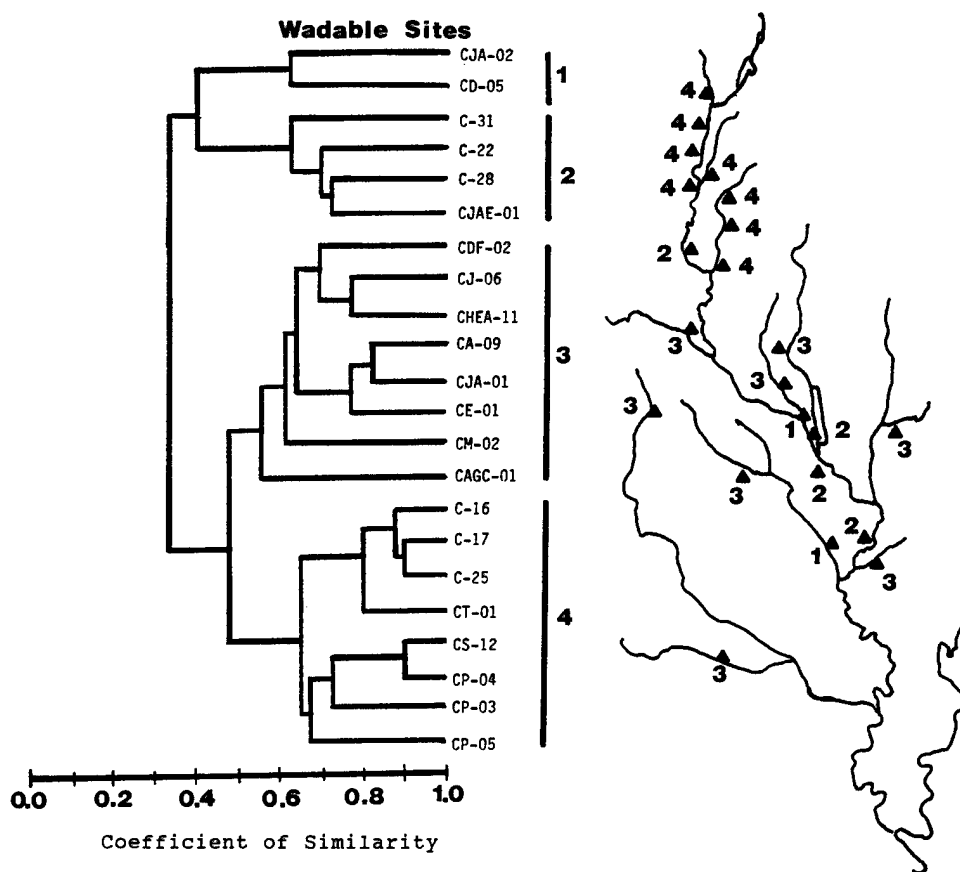 Wadable Sites
CJA-02
CD-05
1
C-31
C-22
C-28
CJAE-01
2
CDF-02
CJ-06
CHEA-11
CA-09
CJA-01
CE-01
CM-02
CAGC-01
3
C-16
C-17
C-25
CT-01
CS-12
CP-04
CP-03
CP-05
4
0.0 0.2 0.4 0.6 0.8 1.0
Coefficient of Similarity
4
4
4
4
4
4
4
2
4
3
3
3
3
1 2
3
3
2
2
1
3
3